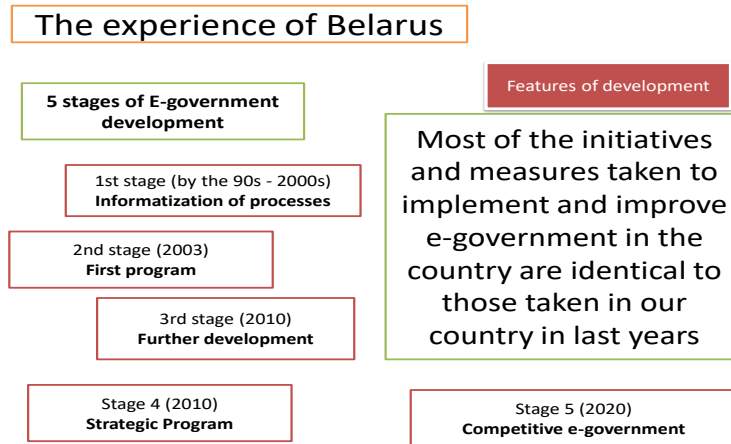 The experience of Belarus
5 stages of E-government
development
1st stage (by the 90s - 2000s)
Informatization of processes
2nd stage (2003)
First program
3rd stage (2010)
Further development
Stage 4 (2010)
Strategic Program
Features of development
Most of the initiatives
and measures taken to
implement and improve
e-government in the
country are identical to
those taken in our
country in last years
Stage 5 (2020)
Competitive e-government